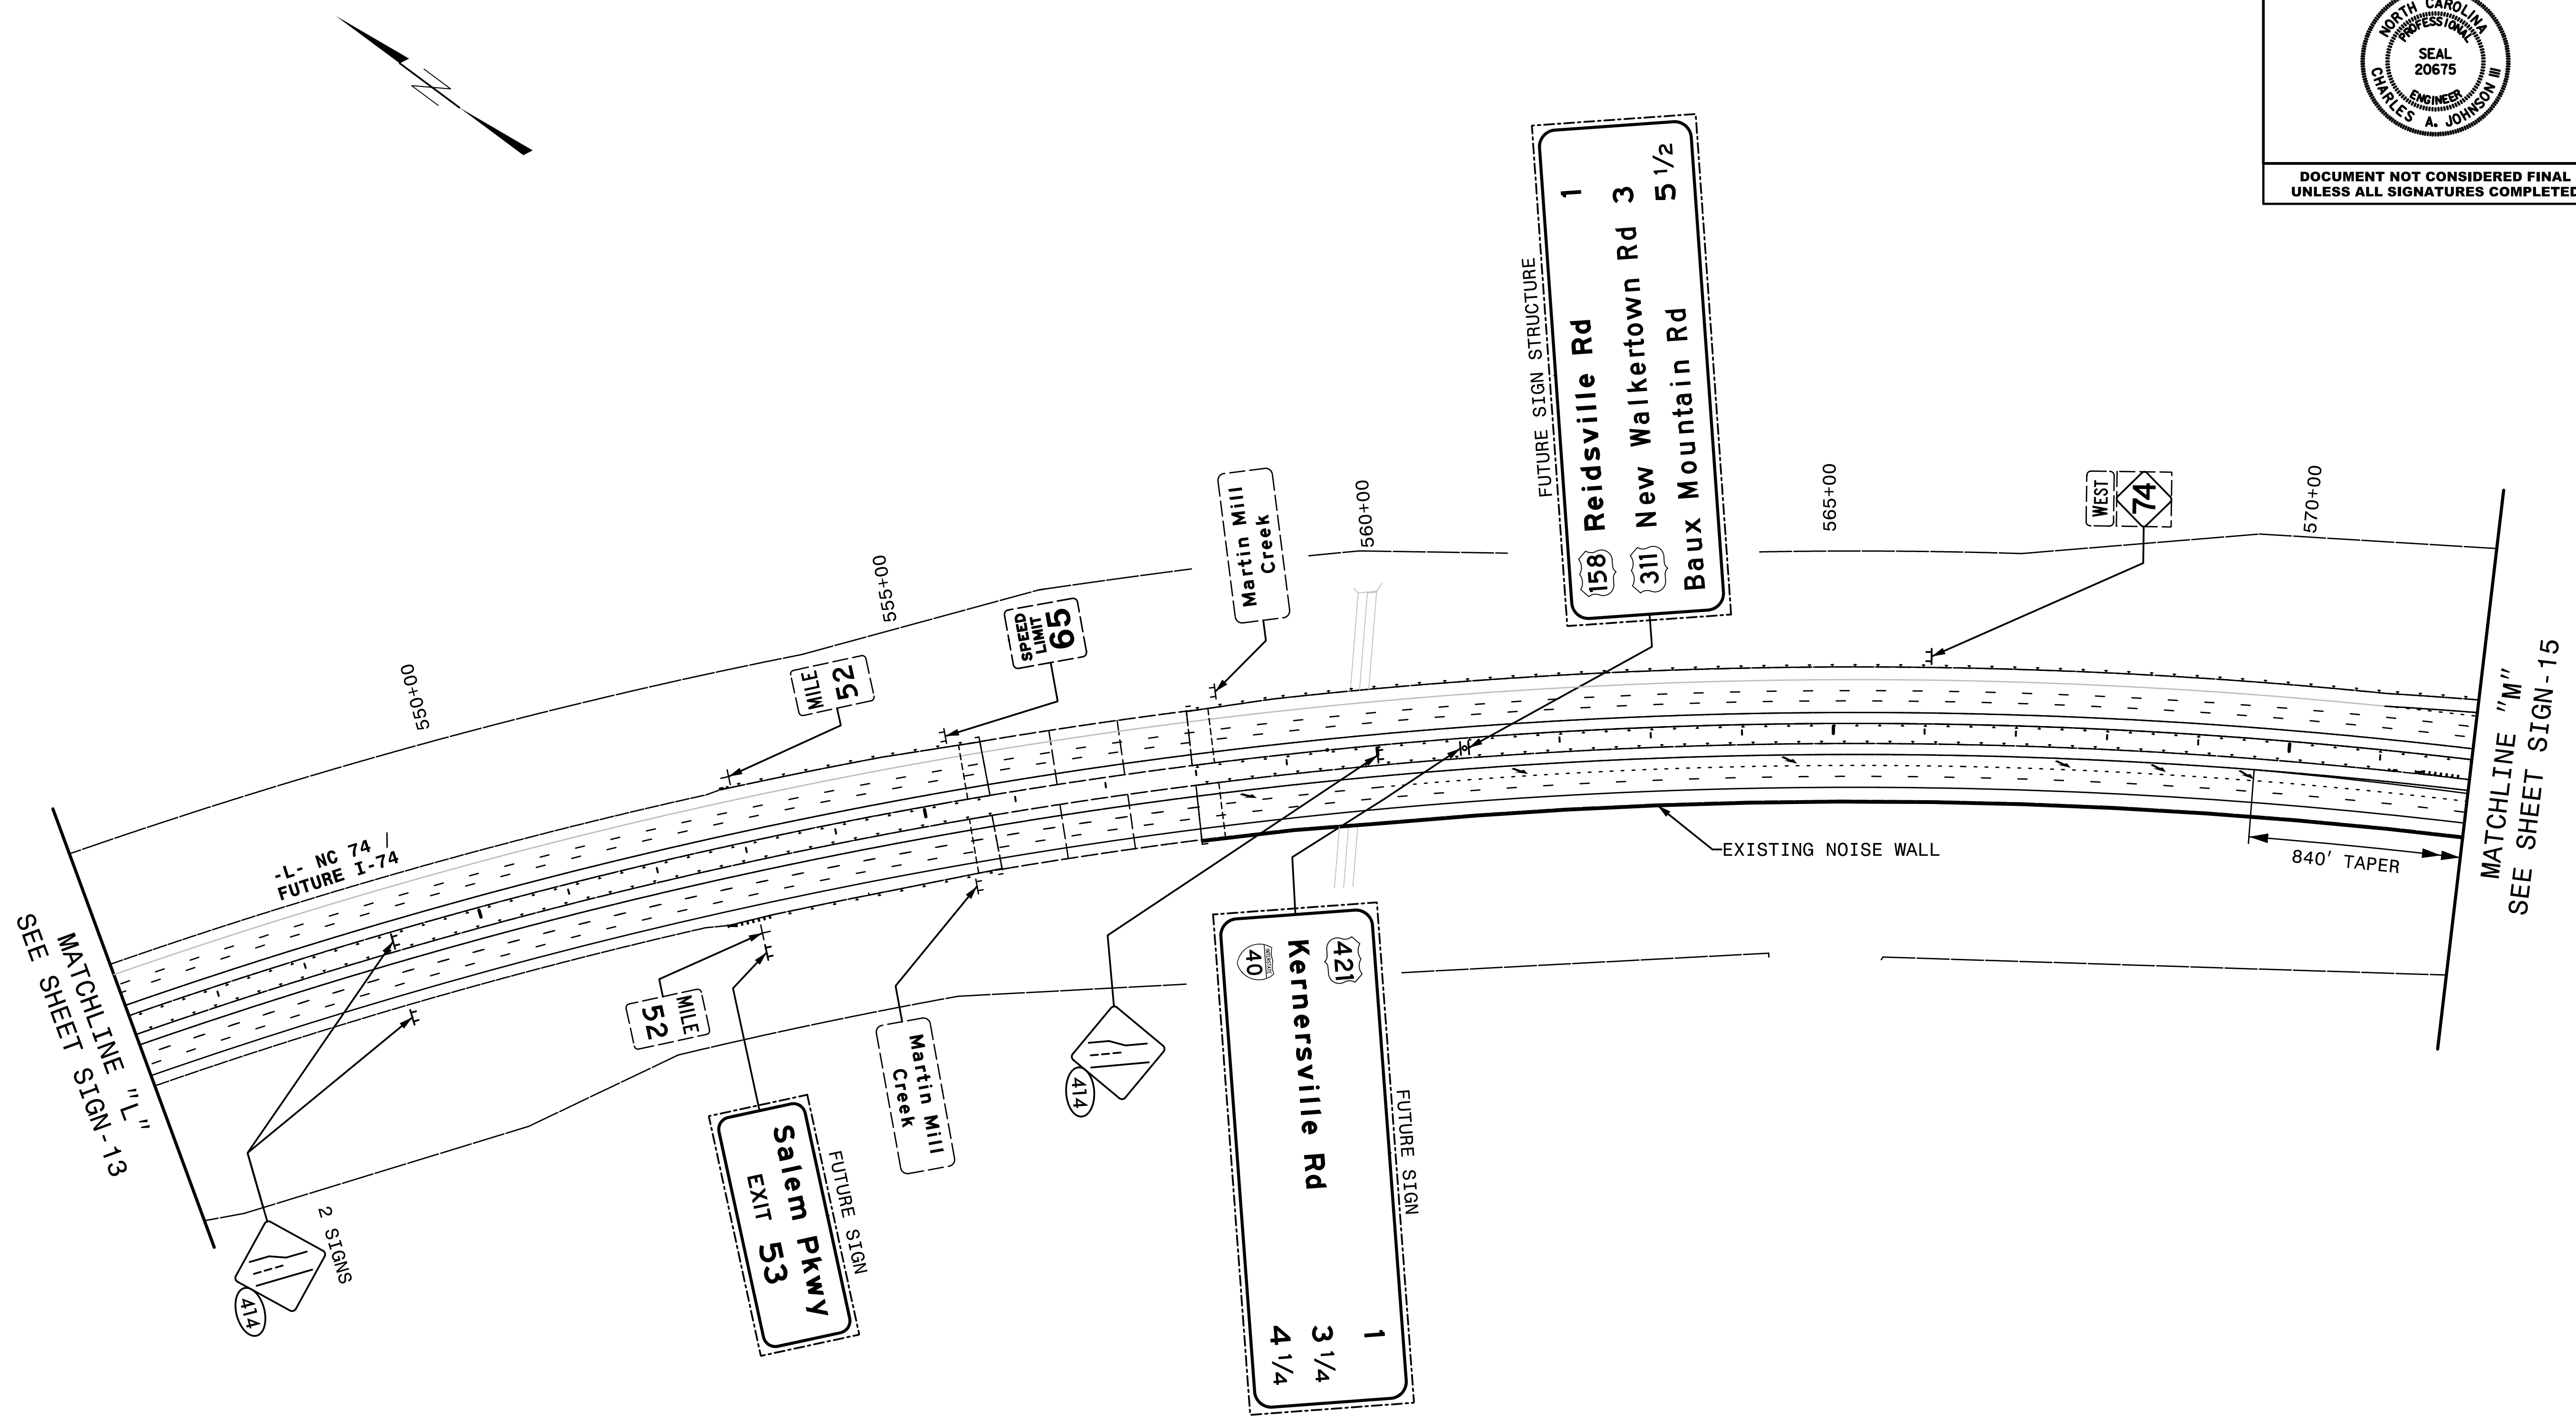 NORTH CAROLINA
PROFESSIONAL
SEAL
20675
ENGINEER
CHARLES A. JOHNSON III
DOCUMENT NOT CONSIDERED FINAL
UNLESS ALL SIGNATURES COMPLETED
N
FUTURE SIGN STRUCTURE
158 Reidsville Rd 1
311 New Walkertown Rd 3
Baux Mountain Rd 5 1/2
550+00
555+00
560+00
565+00
570+00
MILE
52
SPEED
LIMIT
65
Martin Mill
Creek
WEST
74
-L- NC 74 /
FUTURE I-74
MATCHLINE "L"
SEE SHEET SIGN-13
MATCHLINE "M"
SEE SHEET SIGN-15
EXISTING NOISE WALL
840' TAPER
MILE
52
Martin Mill
Creek
414
2 SIGNS
414
FUTURE SIGN
Salem Pkwy
EXIT 53
FUTURE SIGN
421 1
Kernersville Rd 3 1/4
INTERSTATE
40 4 1/4